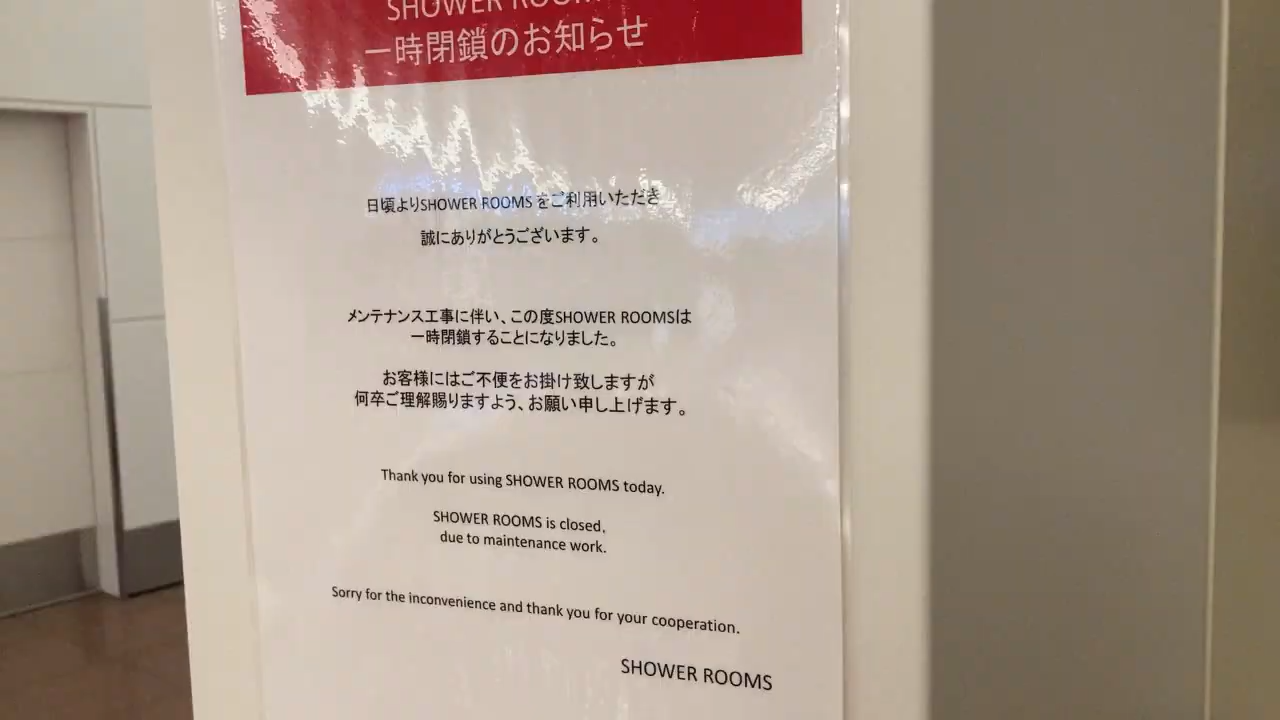 SHOWER ROOM
一時閉鎖のお知らせ
日頃よりSHOWER ROOMS をご利用いただき
誠にありがとうございます。
メンテナンス工事に伴い、この度SHOWER ROOMSは
一時閉鎖することになりました。
お客様にはご不便をお掛け致しますが
何卒ご理解賜りますよう、お願い申し上げます。
Thank you for using SHOWER ROOMS today.
SHOWER ROOMS is closed,
due to maintenance work.
Sorry for the inconvenience and thank you for your cooperation.
SHOWER ROOMS